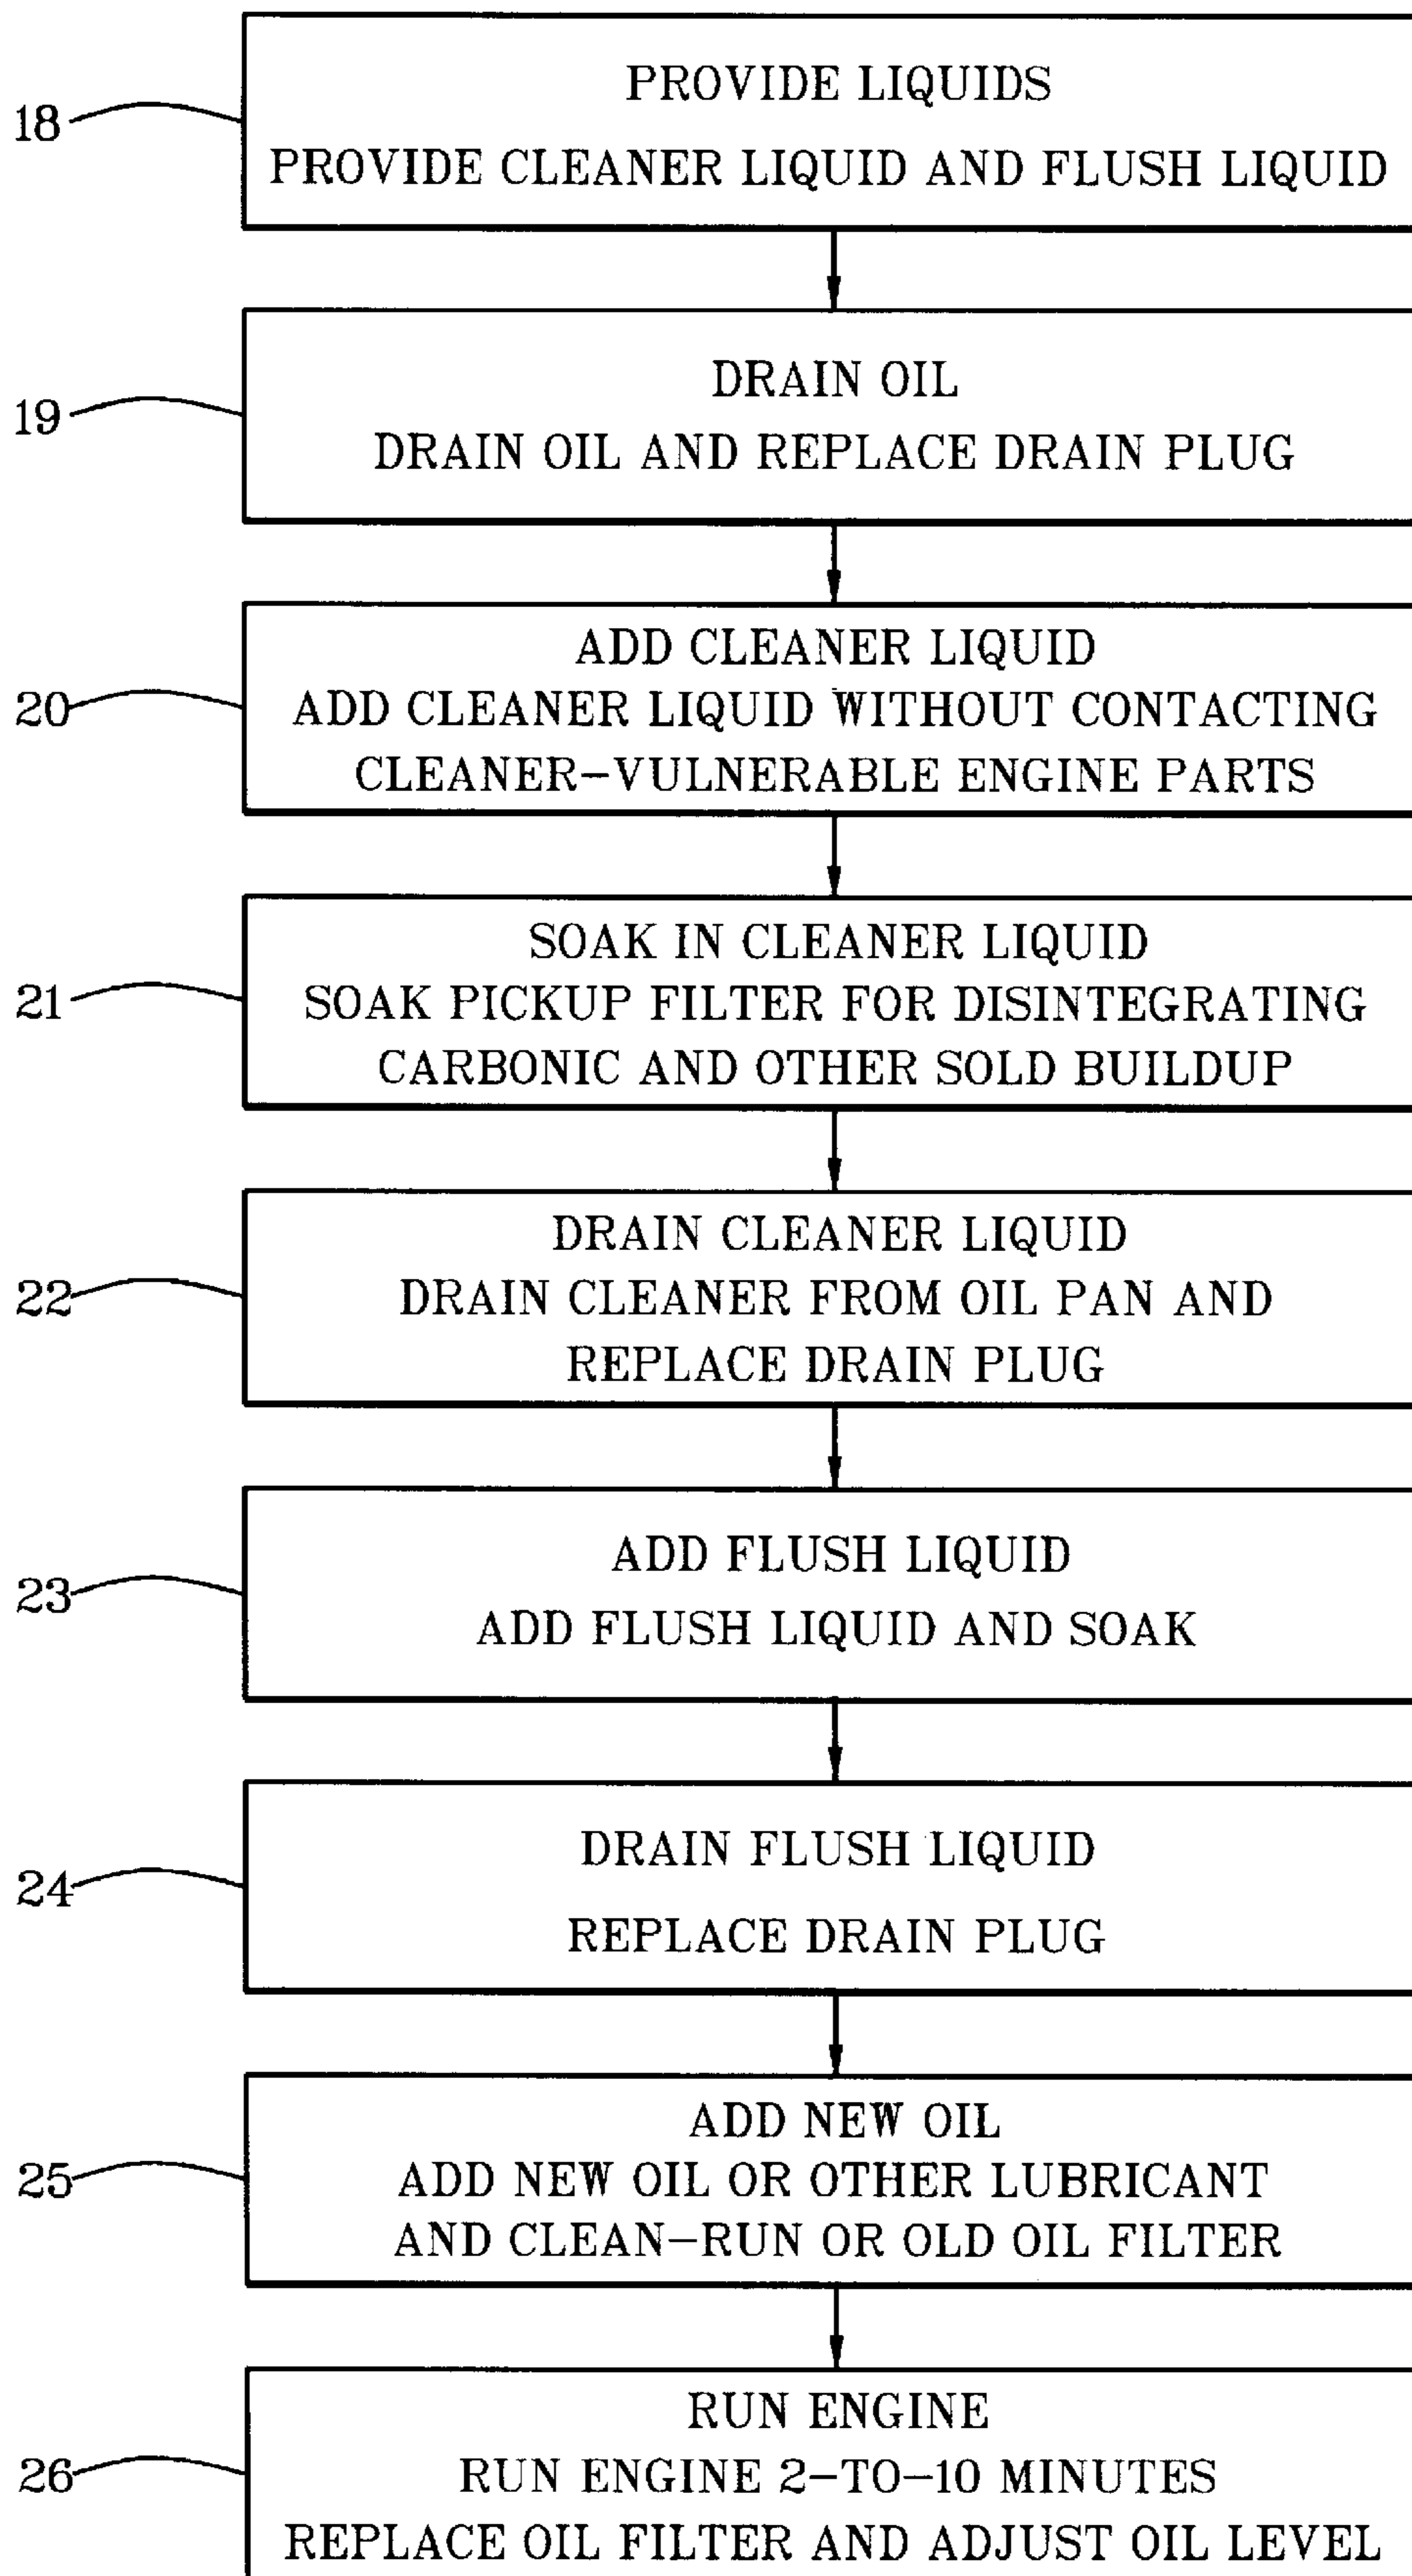 PROVIDE LIQUIDS
18
PROVIDE CLEANER LIQUID AND FLUSH LIQUID
DRAIN OIL
19
DRAIN OIL AND REPLACE DRAIN PLUG
ADD CLEANER LIQUID
20
ADD CLEANER LIQUID WITHOUT CONTACTING
CLEANER-VULNERABLE ENGINE PARTS
SOAK IN CLEANER LIQUID
21
SOAK PICKUP FILTER FOR DISINTEGRATING
CARBONIC AND OTHER SOLD BUILDUP
DRAIN CLEANER LIQUID
22
DRAIN CLEANER FROM OIL PAN AND
REPLACE DRAIN PLUG
ADD FLUSH LIQUID
23
ADD FLUSH LIQUID AND SOAK
DRAIN FLUSH LIQUID
24
REPLACE DRAIN PLUG
ADD NEW OIL
25
ADD NEW OIL OR OTHER LUBRICANT
AND CLEAN-RUN OR OLD OIL FILTER
RUN ENGINE
26
RUN ENGINE 2-TO-10 MINUTES
REPLACE OIL FILTER AND ADJUST OIL LEVEL